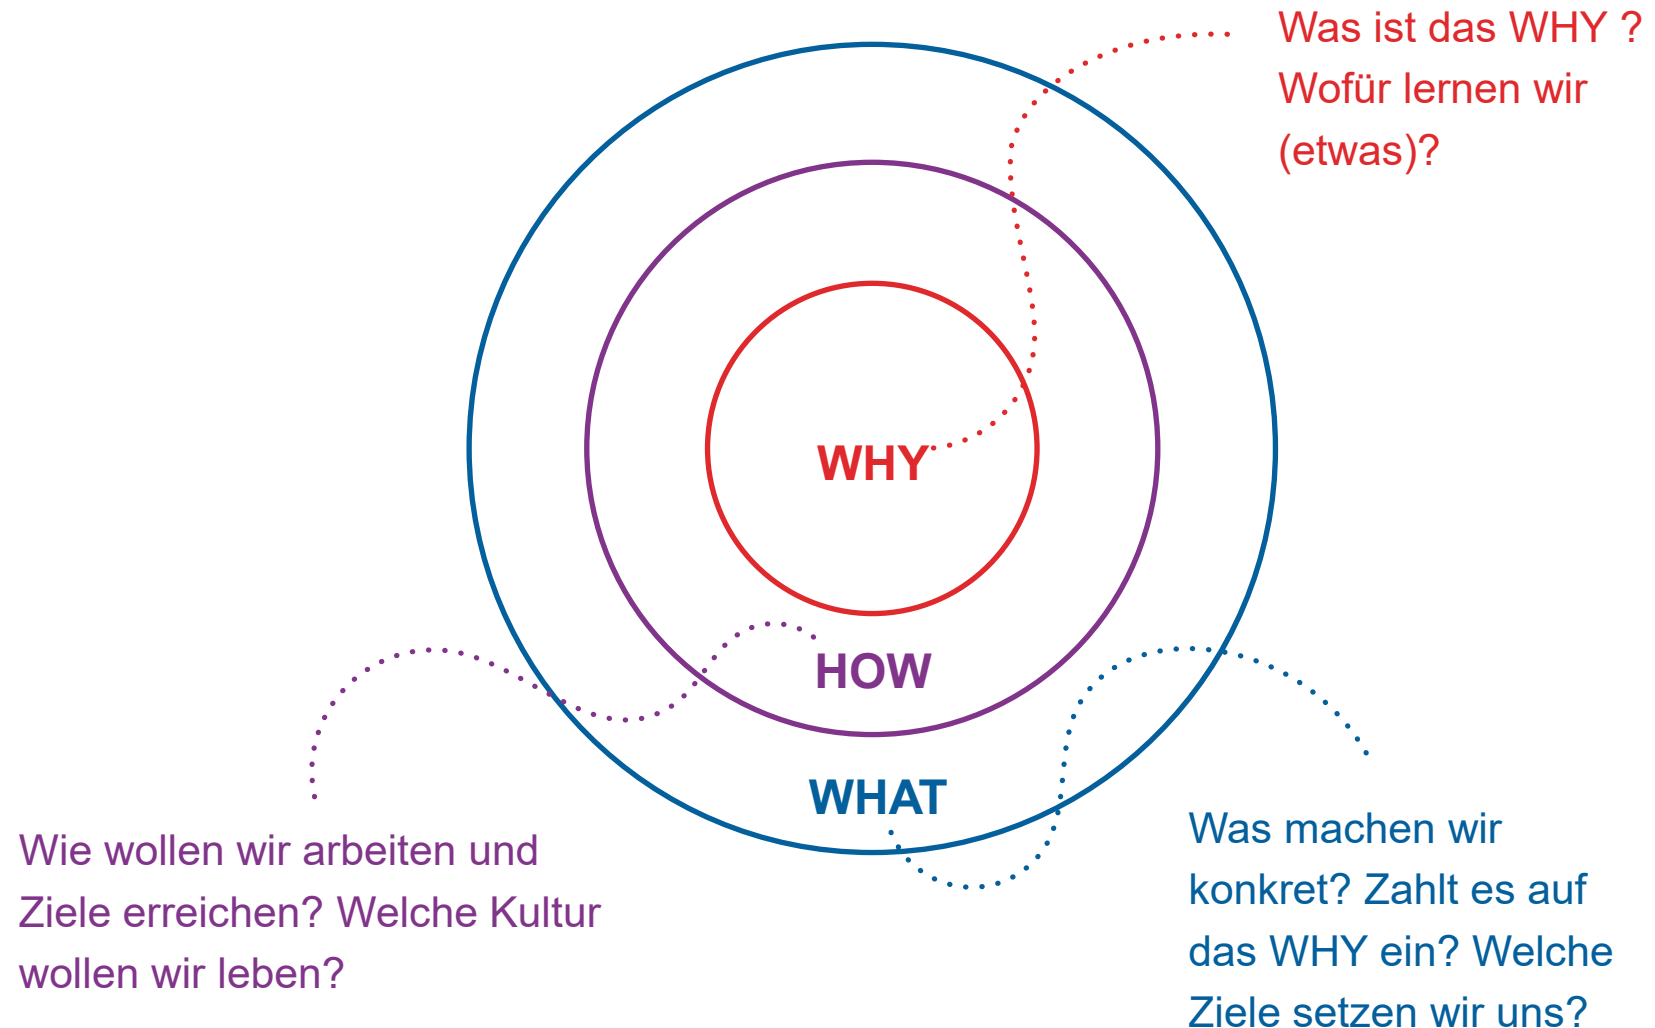 Was ist das WHY ?
Wofür lernen wir
(etwas)?
WHY
HOW
WHAT
Wie wollen wir arbeiten und
Ziele erreichen? Welche Kultur
wollen wir leben?
Was machen wir
konkret? Zahlt es auf
das WHY ein? Welche
Ziele setzen wir uns?